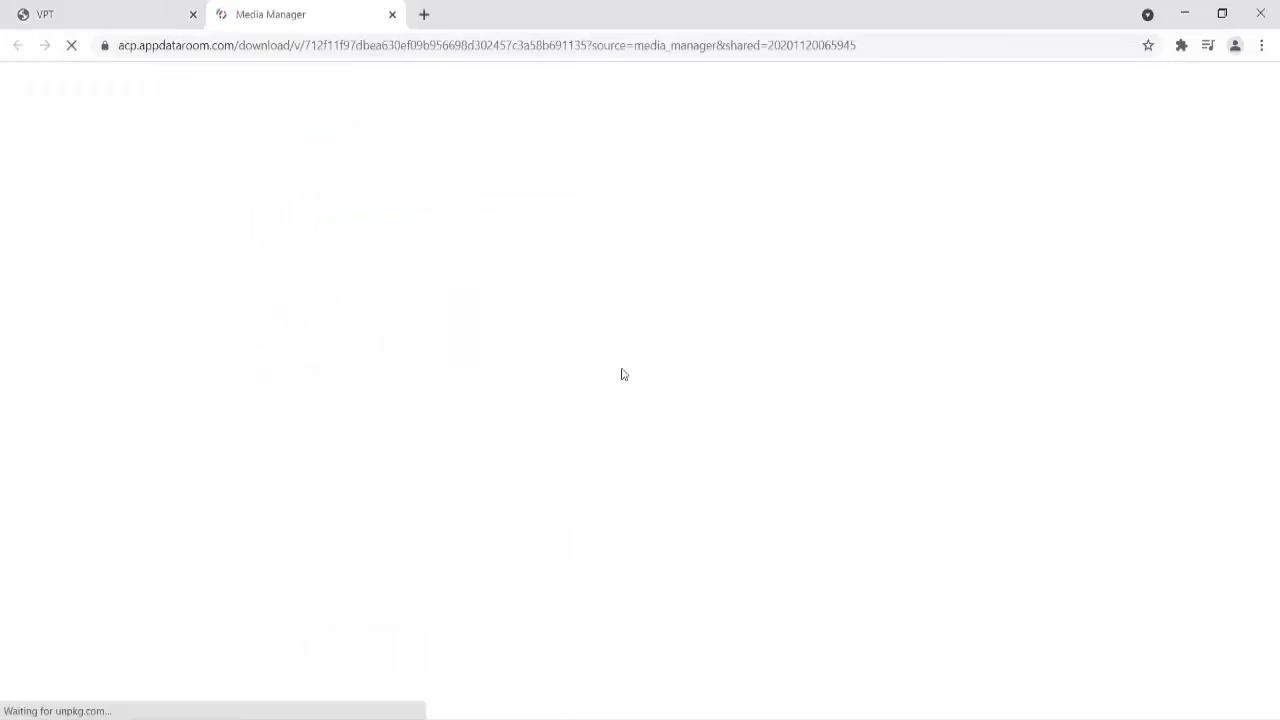 VPT
Media Manager
acp.appdataroom.com/download/v/712f11f97dbea630ef09b956698d302457c3a58b691135?source=media_manager&shared=20201120065945
Waiting for unpkg.com...